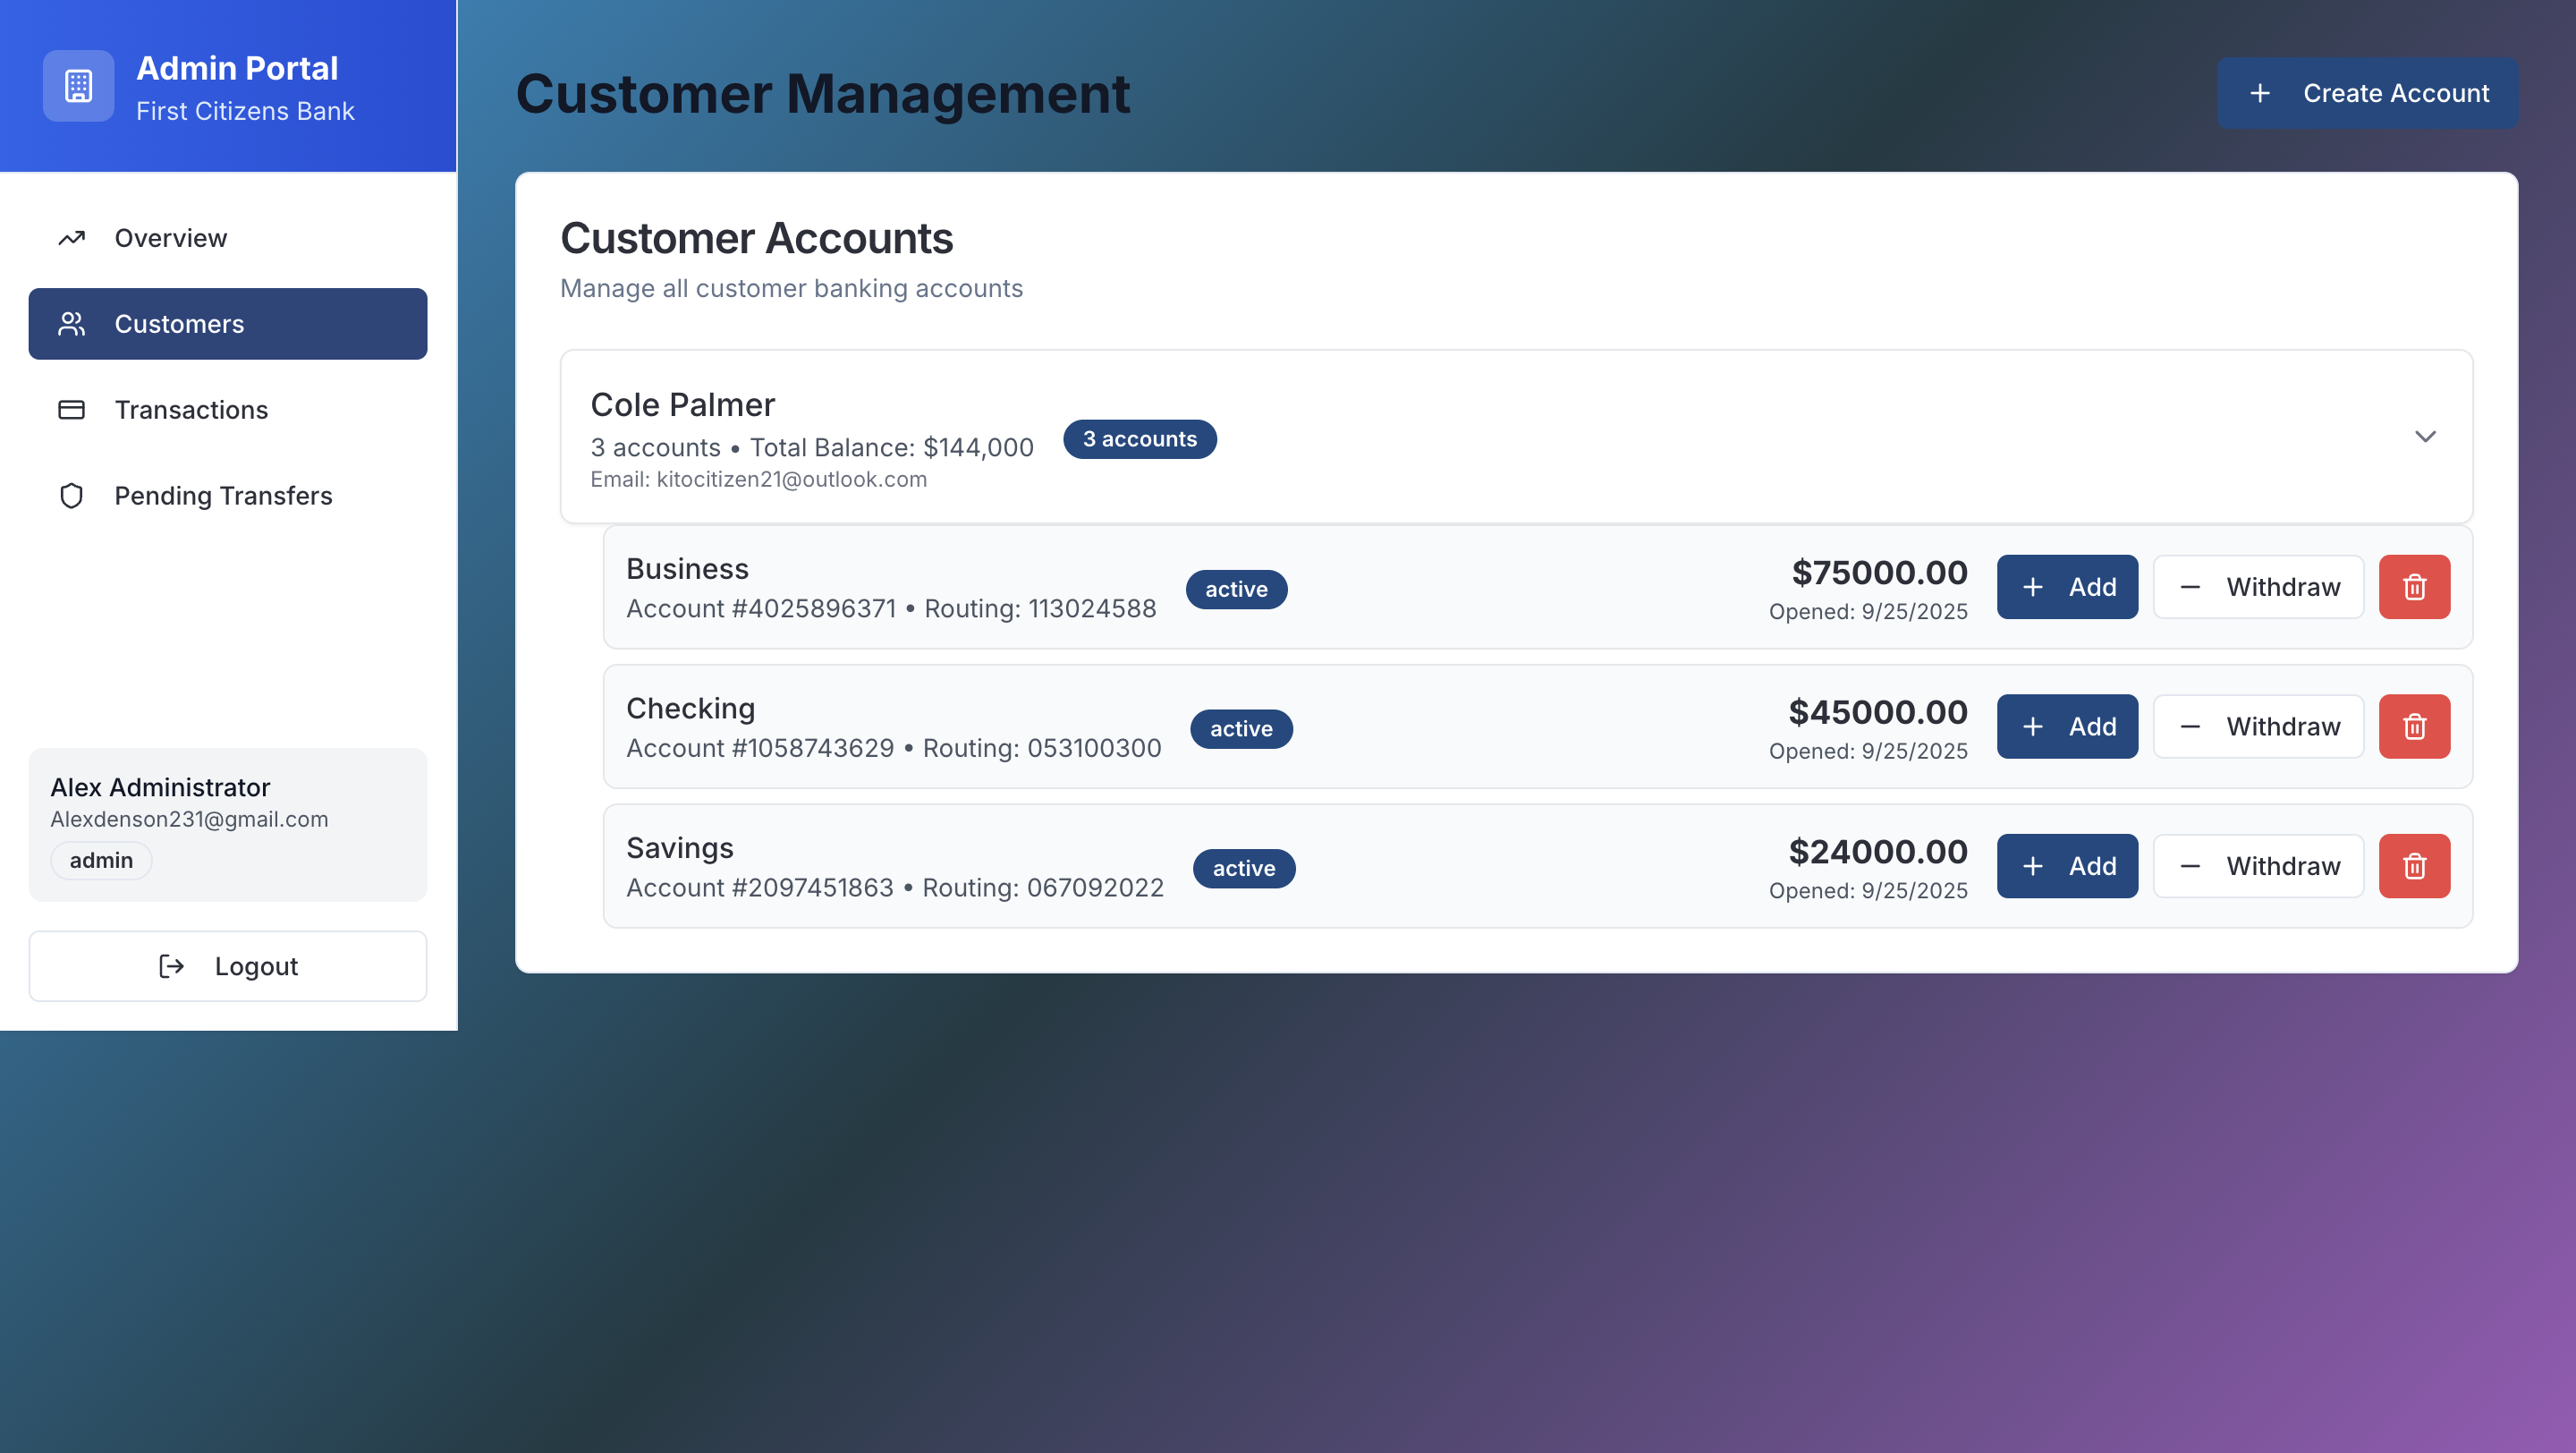 Admin Portal
First Citizens Bank
Overview
Customers
Transactions
Pending Transfers
Alex Administrator
Alexdenson231@gmail.com
admin
Logout
Customer Management
Create Account
Customer Accounts
Manage all customer banking accounts
Cole Palmer
3 accounts • Total Balance: $144,000
Email: kitocitizen21@outlook.com
3 accounts
Business
Account #4025896371 • Routing: 113024588
active
$75000.00
Opened: 9/25/2025
Add
Withdraw
Checking
Account #1058743629 • Routing: 053100300
active
$45000.00
Opened: 9/25/2025
Add
Withdraw
Savings
Account #2097451863 • Routing: 067092022
active
$24000.00
Opened: 9/25/2025
Add
Withdraw